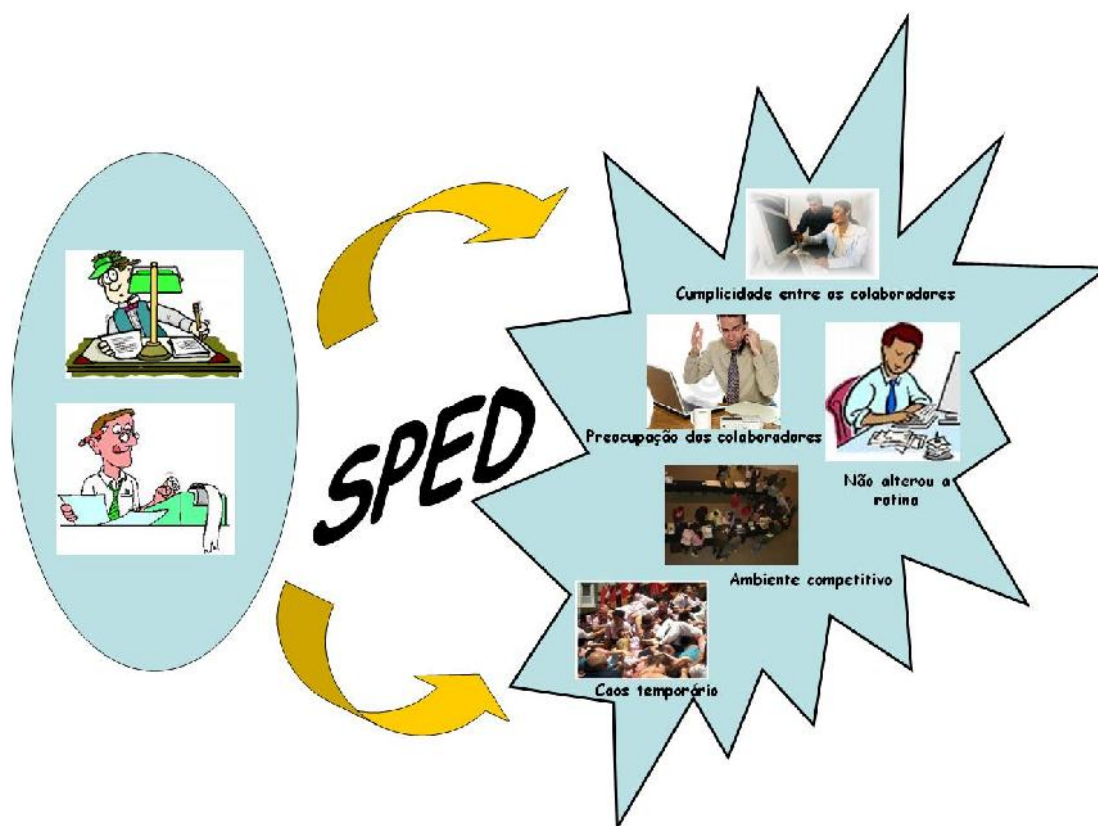 SPED
Cumplicidade entre os colaboradores
Preocupação dos colaboradores
Não alterou a
rotina
Ambiente competitivo
Caos temporário